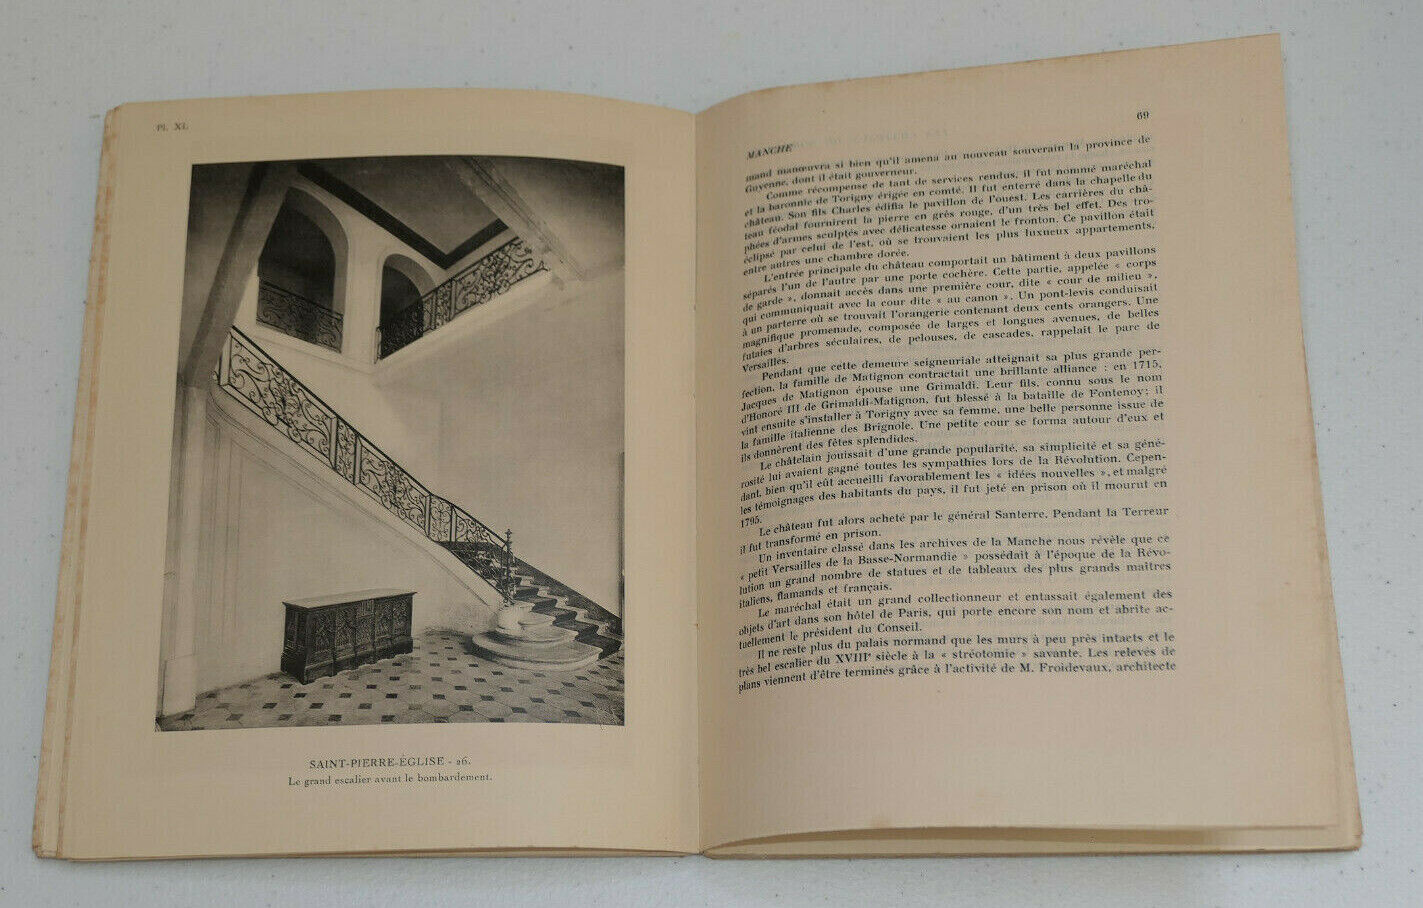 Pl. XL
SAINT-PIERRE-ÉGLISE - 26.
Le grand escalier avant le bombardement.
69
MANCHE
mand manœuvra si bien qu'il amena au nouveau souverain la province de
Guyenne, dont il était gouverneur.
Comme récompense de tant de services rendus, il fut nommé maréchal
et la baronnie de Torigny érigée en comté. Il fut enterré dans la chapelle du
château. Son fils Charles édifia le pavillon de l'ouest. Les carrières du châ-
teau féodal fournirent la pierre en grès rouge, d'un très bel effet. Des tro-
phées d'armes sculptés avec délicatesse ornaient le fronton. Ce pavillon était
éclipsé par celui de l'est, où se trouvaient les plus luxueux appartements,
entre autres une chambre dorée.
L'entrée principale du château comportait un bâtiment à deux pavillons
séparés l'un de l'autre par une porte cochère. Cette partie, appelée « corps
de garde », donnait accès dans une première cour, dite « cour de milieu »,
qui communiquait avec la cour dite « au canon ». Un pont-levis conduisait
à un parterre où se trouvait l'orangerie contenant deux cents orangers. Une
magnifique promenade, composée de larges et longues avenues, de belles
futaies d'arbres séculaires, de pelouses, de cascades, rappelait le parc de
Versailles.
Pendant que cette demeure seigneuriale atteignait sa plus grande per-
fection, la famille de Matignon contractait une brillante alliance : en 1715,
Jacques de Matignon épouse une Grimaldi. Leur fils, connu sous le nom
d'Honoré III de Grimaldi-Matignon, fut blessé à la bataille de Fontenoy; il
vint ensuite s'installer à Torigny avec sa femme, une belle personne issue de
la famille italienne des Brignole. Une petite cour se forma autour d'eux et
ils donnèrent des fêtes splendides.
Le châtelain jouissait d'une grande popularité, sa simplicité et sa géné-
rosité lui avaient gagné toutes les sympathies lors de la Révolution. Cepen-
dant, bien qu'il eût accueilli favorablement les « idées nouvelles », et malgré
les témoignages des habitants du pays, il fut jeté en prison où il mourut en
1795.
Le château fut alors acheté par le général Santerre. Pendant la Terreur
il fut transformé en prison.
Un inventaire classé dans les archives de la Manche nous révèle que ce
« petit Versailles de la Basse-Normandie » possédait à l'époque de la Révo-
lution un grand nombre de statues et de tableaux des plus grands maîtres
italiens, flamands et français.
Le maréchal était un grand collectionneur et entassait également des
objets d'art dans son hôtel de Paris, qui porte encore son nom et abrite ac-
tuellement le président du Conseil.
Il ne reste plus du palais normand que les murs à peu près intacts et le
très bel escalier du XVIIIe siècle à la « stréotomie » savante. Les relevés de
plans viennent d'être terminés grâce à l'activité de M. Froidevaux, architecte